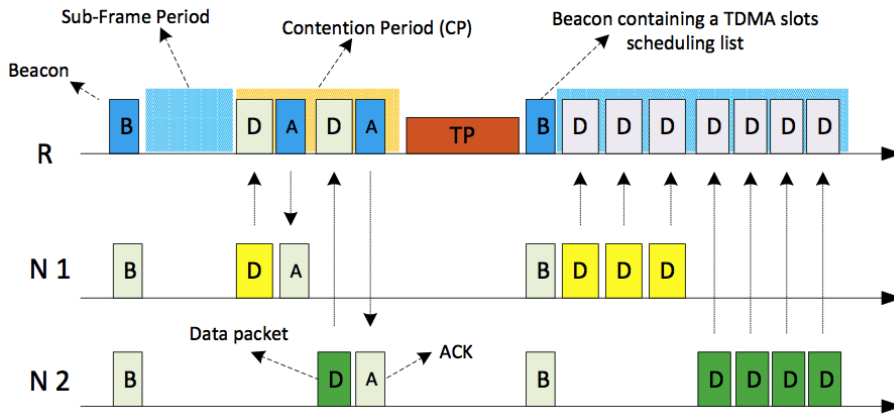 Sub-Frame Period
Contention Period (CP)
Beacon containing a TDMA slots
scheduling list
Beacon
B D A D A TP B D D D D D D D
R
B D A B D D D
N 1
Data packet
ACK
B D A B D D D D
N 2